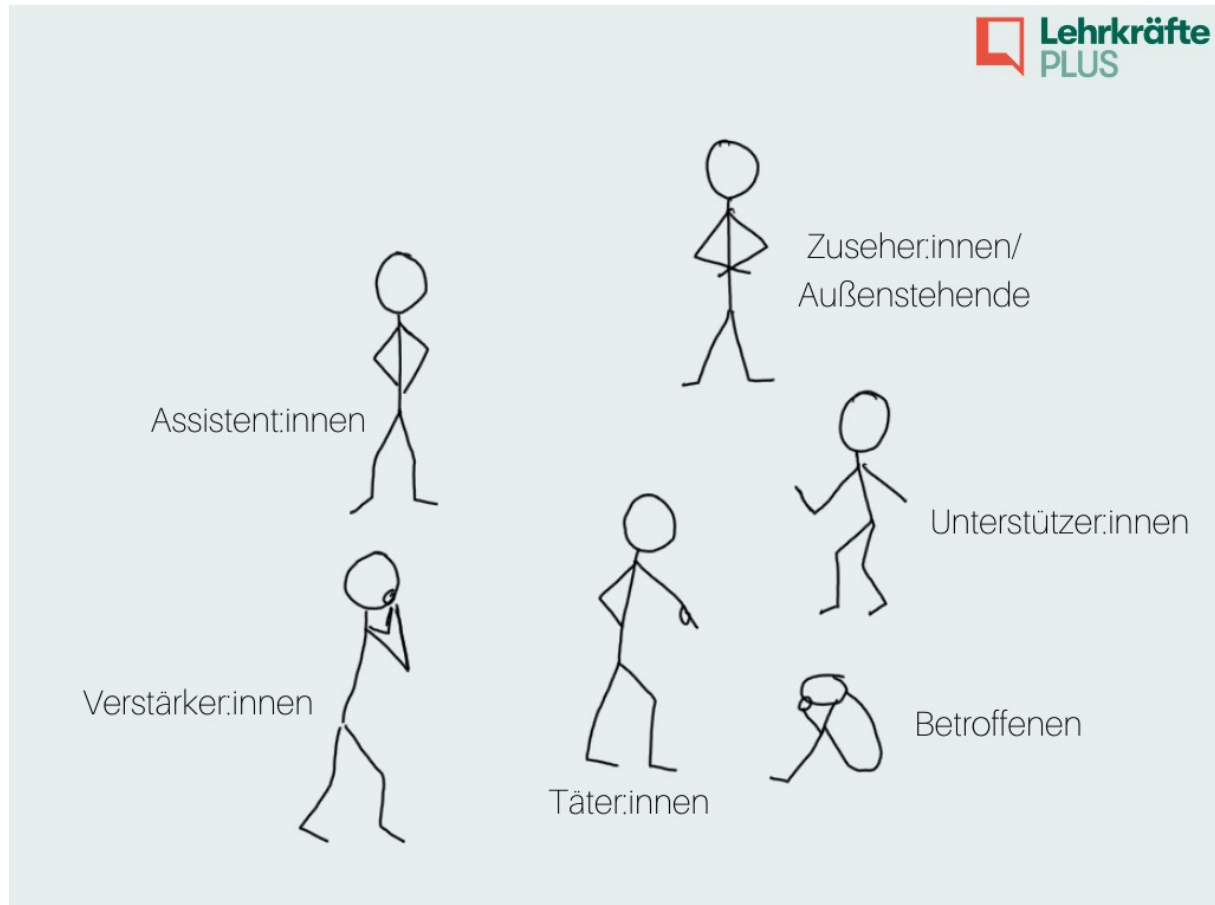 Lehrkräfte
PLUS
Zuseher:innen/
Außenstehende
Assistent:innen
Unterstützer:innen
Verstärker:innen
Betroffenen
Täter:innen